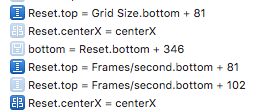 Reset.top = Grid Size.bottom + 81
Reset.centerX = centerX
bottom = Reset.bottom + 346
Reset.top = Frames/second.bottom + 81
Reset.top = Frames/second.bottom + 102
Reset.centerX = centerX